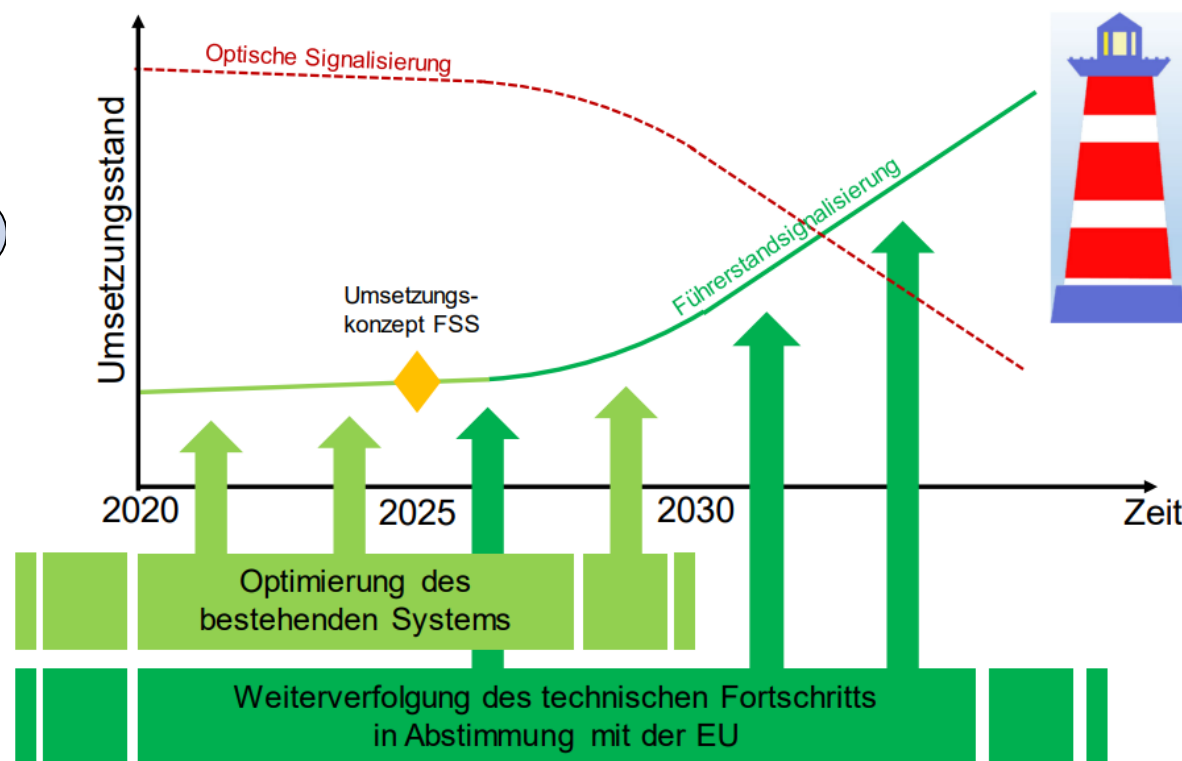 Optische Signalisierung
Umsetzungsstand
Führerstandsignalisierung
Umsetzungs-
konzept FSS
2020
2025
2030
Zeit
Optimierung des
bestehenden Systems
Weiterverfolgung des technischen Fortschritts
in Abstimmung mit der EU